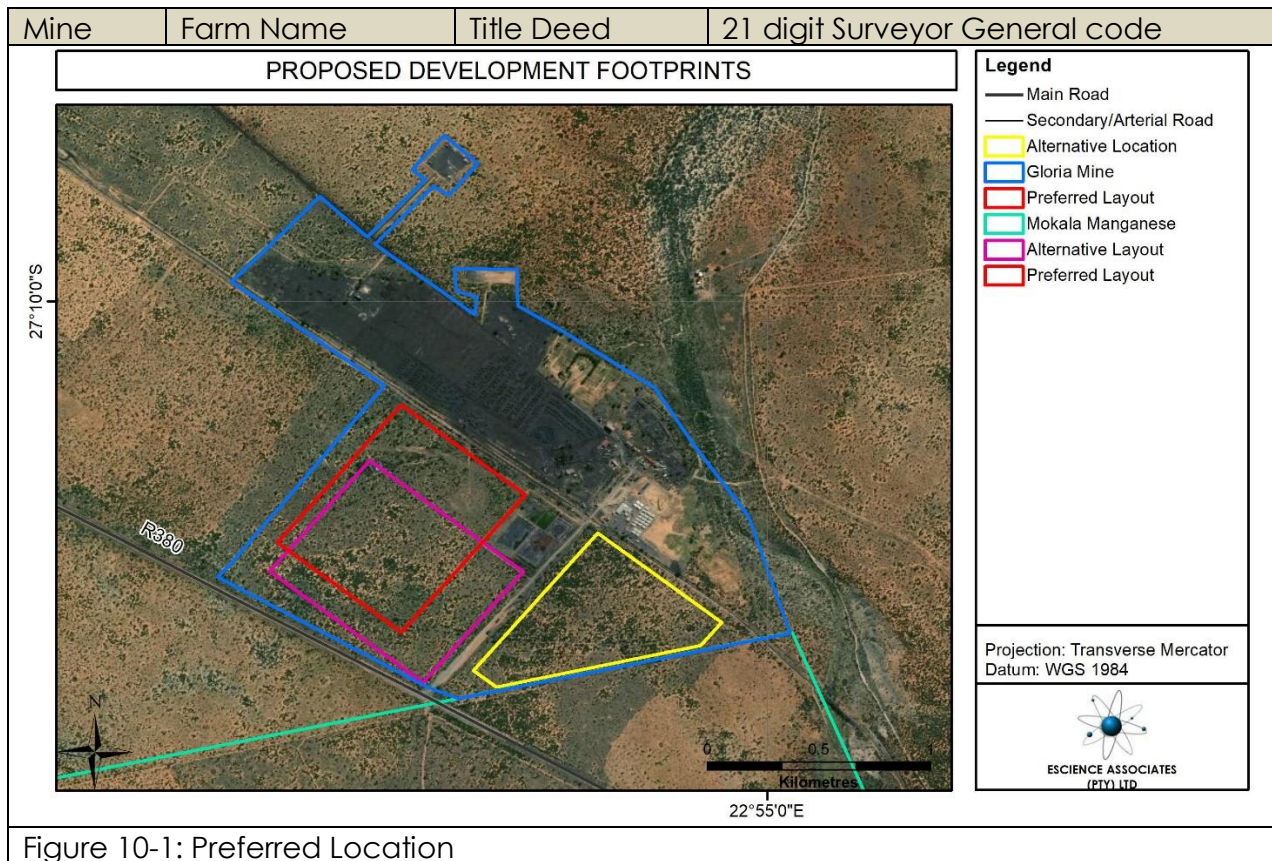 Mine Farm Name Title Deed 21 digit Surveyor General code
PROPOSED DEVELOPMENT FOOTPRINTS
27°10'0"S
R380
N
0 0.5 1
Kilometres
22°55'0"E
Legend
Main Road
Secondary/Arterial Road
Alternative Location
Gloria Mine
Preferred Layout
Mokala Manganese
Alternative Layout
Preferred Layout
Projection: Transverse Mercator
Datum: WGS 1984
ESCIENCE ASSOCIATES
(PTY) LTD
Figure 10-1: Preferred Location